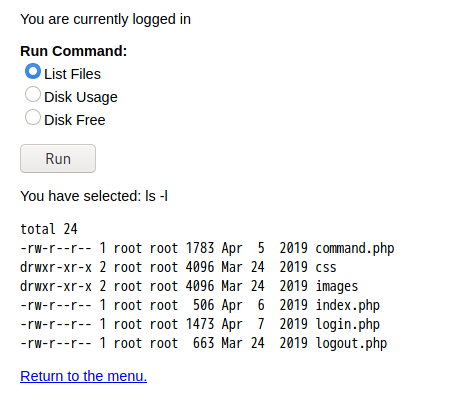 You are currently logged in
Run Command:
List Files
Disk Usage
Disk Free
Run
You have selected: ls -l
total 24
-rw-r--r-- 1 root root 1783 Apr  5  2019 command.php
drwxr-xr-x 2 root root 4096 Mar 24  2019 css
drwxr-xr-x 2 root root 4096 Mar 24  2019 images
-rw-r--r-- 1 root root  506 Apr  6  2019 index.php
-rw-r--r-- 1 root root 1473 Apr  7  2019 login.php
-rw-r--r-- 1 root root  663 Mar 24  2019 logout.php
Return to the menu.